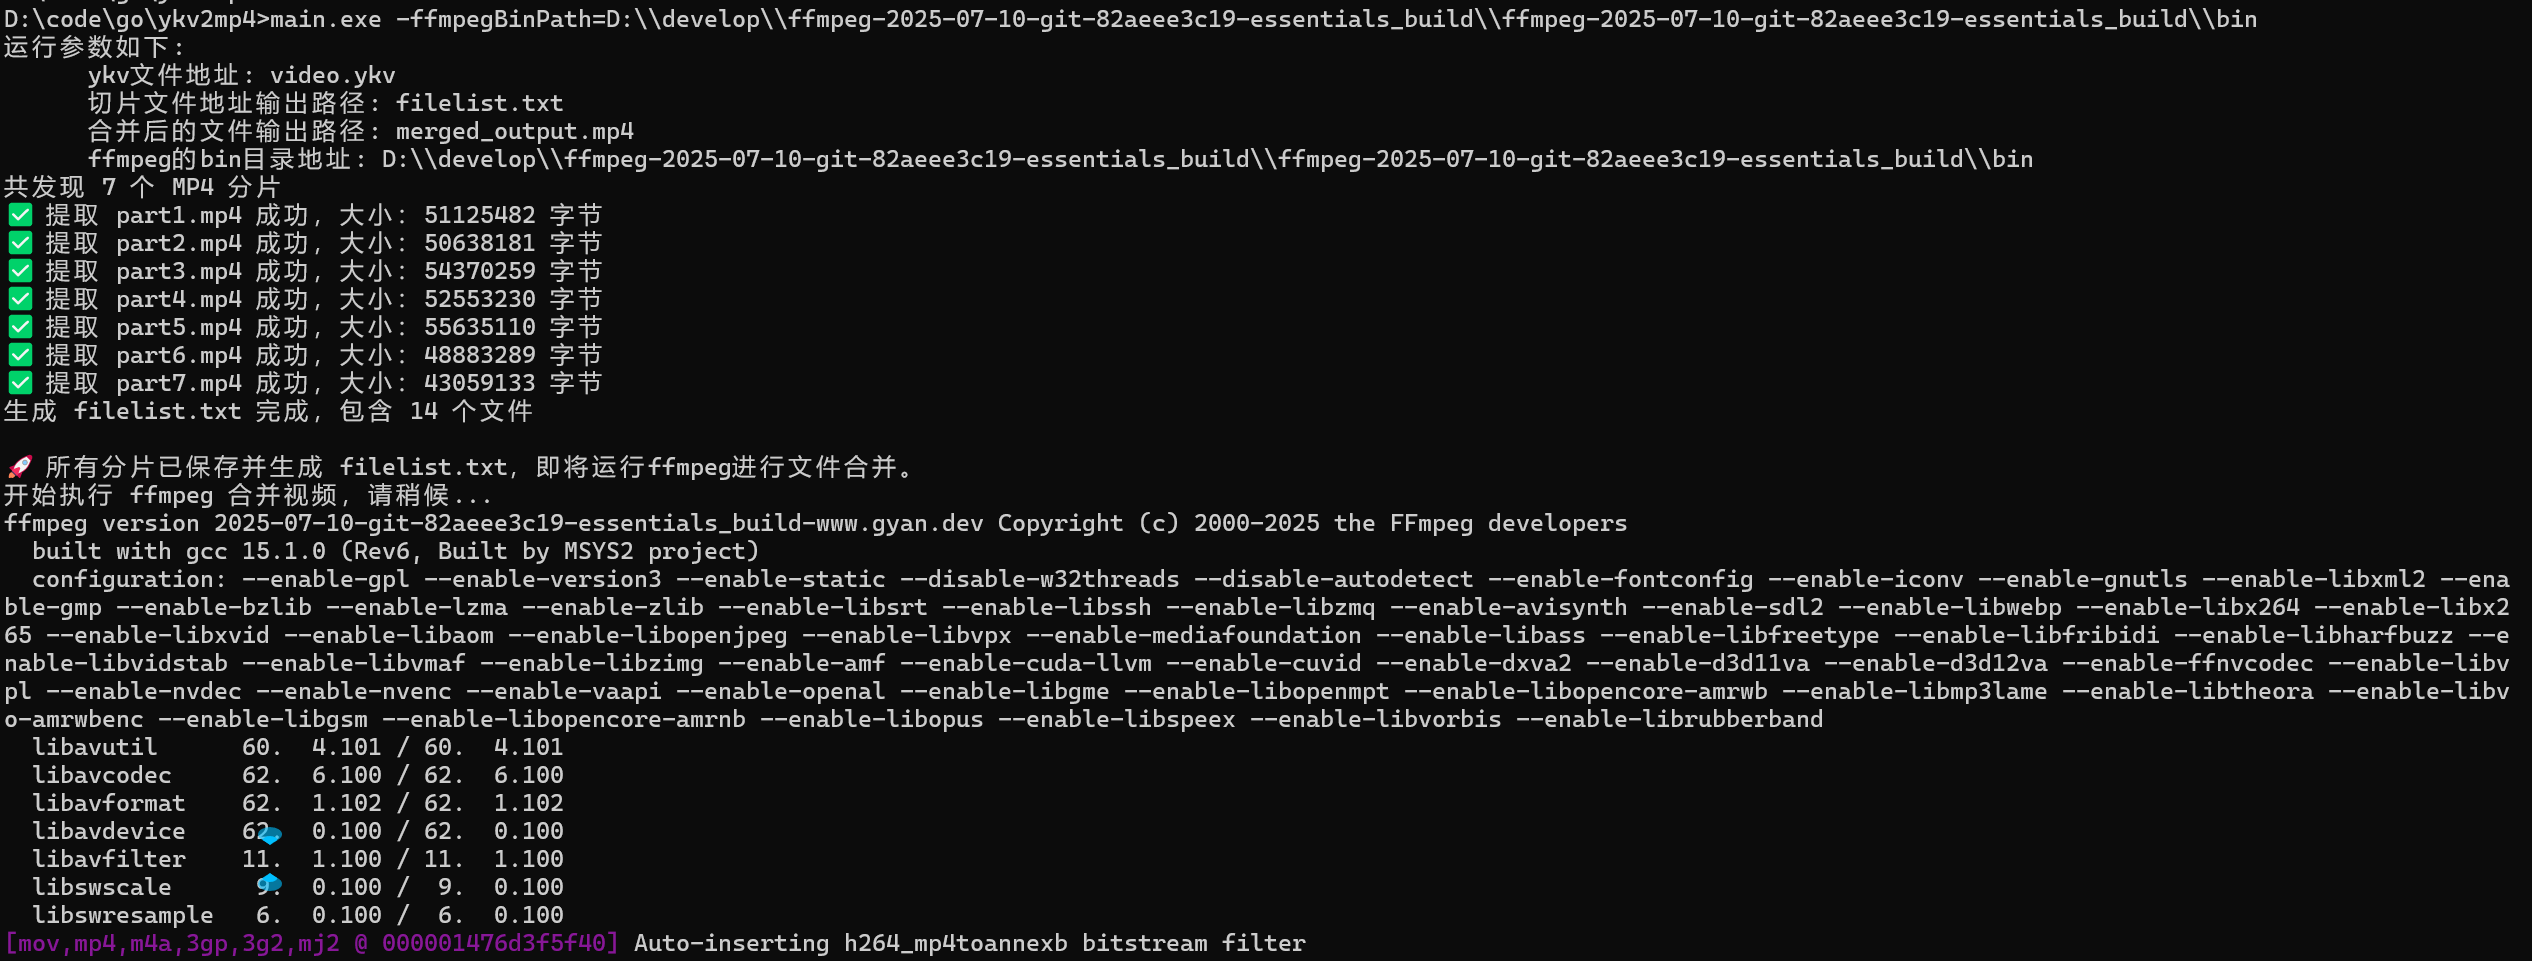 D:\code\go\ykv2mp4>main.exe -ffmpegBinPath=D:\\develop\\ffmpeg-2025-07-10-git-82aeee3c19-essentials_build\\ffmpeg-2025-07-10-git-82aeee3c19-essentials_build\\bin
运行参数如下:
ykv文件地址: video.ykv
切片文件地址输出路径: filelist.txt
合并后的文件输出路径: merged_output.mp4
ffmpeg的bin目录地址: D:\\develop\\ffmpeg-2025-07-10-git-82aeee3c19-essentials_build\\ffmpeg-2025-07-10-git-82aeee3c19-essentials_build\\bin
共发现 7 个 MP4 分片
✅ 提取 part1.mp4 成功, 大小: 51125482 字节
✅ 提取 part2.mp4 成功, 大小: 50638181 字节
✅ 提取 part3.mp4 成功, 大小: 54370259 字节
✅ 提取 part4.mp4 成功, 大小: 52553230 字节
✅ 提取 part5.mp4 成功, 大小: 55635110 字节
✅ 提取 part6.mp4 成功, 大小: 48883289 字节
✅ 提取 part7.mp4 成功, 大小: 43059133 字节
生成 filelist.txt 完成, 包含 14 个文件
🚀 所有分片已保存并生成 filelist.txt, 即将运行ffmpeg进行文件合并。
开始执行 ffmpeg 合并视频, 请稍候...
ffmpeg version 2025-07-10-git-82aeee3c19-essentials_build-www.gyan.dev Copyright (c) 2000-2025 the FFmpeg developers
built with gcc 15.1.0 (Rev6, Built by MSYS2 project)
configuration: --enable-gpl --enable-version3 --enable-static --disable-w32threads --disable-autodetect --enable-fontconfig --enable-iconv --enable-gnutls --enable-libxml2 --ena
ble-gmp --enable-bzlib --enable-lzma --enable-zlib --enable-libsrt --enable-libssh --enable-libzmq --enable-avisynth --enable-sdl2 --enable-libwebp --enable-libx264 --enable-libx2
65 --enable-libxvid --enable-libaom --enable-libopenjpeg --enable-libvpx --enable-mediafoundation --enable-libass --enable-libfreetype --enable-libfribidi --enable-libharfbuzz --e
nable-libvidstab --enable-libvmaf --enable-libzimg --enable-amf --enable-cuda-llvm --enable-cuvid --enable-dxva2 --enable-d3d11va --enable-d3d12va --enable-ffnvcodec --enable-libv
pl --enable-nvdec --enable-nvenc --enable-vaapi --enable-openal --enable-libgme --enable-libopenmpt --enable-libopencore-amrwb --enable-libmp3lame --enable-libtheora --enable-libv
o-amrwbenc --enable-libgsm --enable-libopencore-amrnb --enable-libopus --enable-libspeex --enable-libvorbis --enable-librubberband
libavutil 60. 4.101 / 60. 4.101
libavcodec 62. 6.100 / 62. 6.100
libavformat 62. 1.102 / 62. 1.102
libavdevice 62. 0.100 / 62. 0.100
libavfilter 11. 1.100 / 11. 1.100
libswscale 9. 0.100 / 9. 0.100
libswresample 6. 0.100 / 6. 0.100
[mov,mp4,m4a,3gp,3g2,mj2 @ 000001476d3f5f40] Auto-inserting h264_mp4toannexb bitstream filter